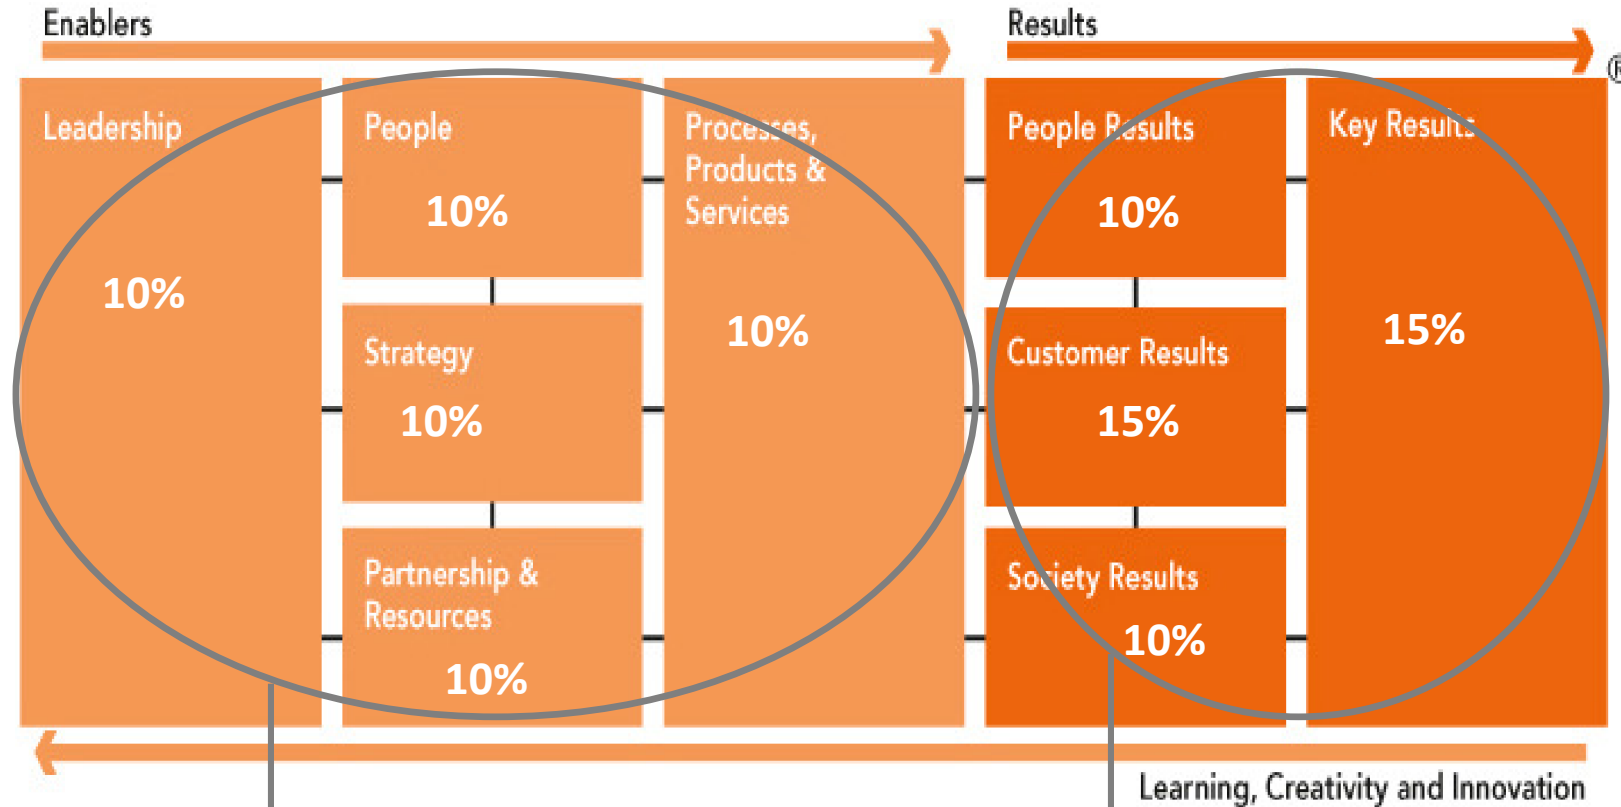 Enablers
Results
®
Leadership
10%
People
10%
Strategy
10%
Partnership &
Resources
10%
Processes,
Products &
Services
10%
People Results
10%
Customer Results
15%
Society Results
10%
Key Results
15%
Learning, Creativity and Innovation